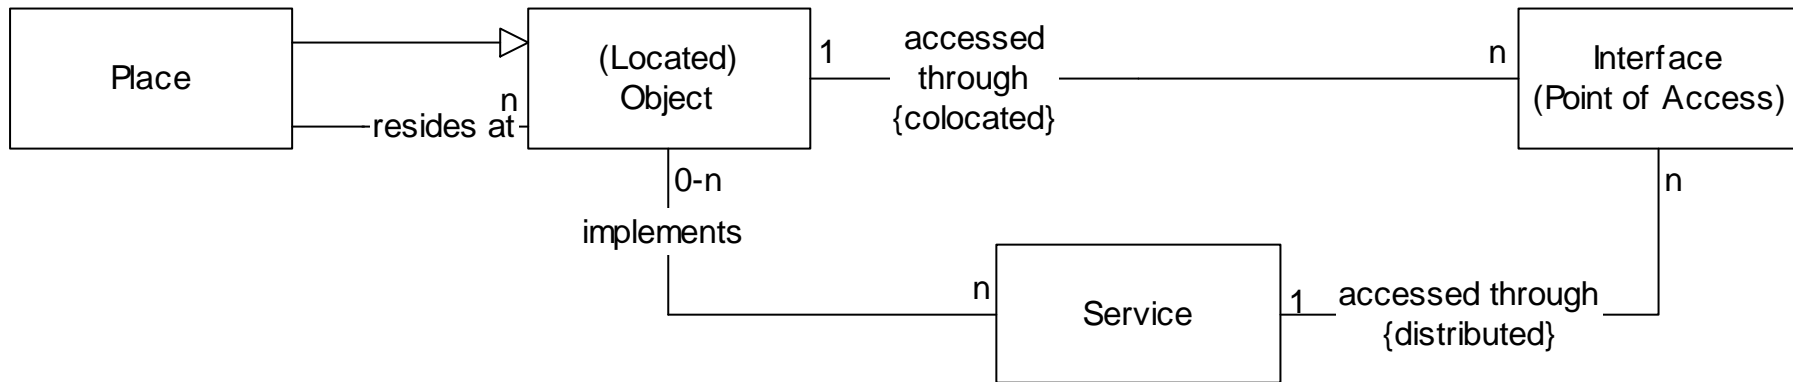 Place
n
resides at
(Located)
Object
1
accessed
through
{colocated}
n
Interface
(Point of Access)
0-n
implements
n
Service
1
accessed through
{distributed}
n